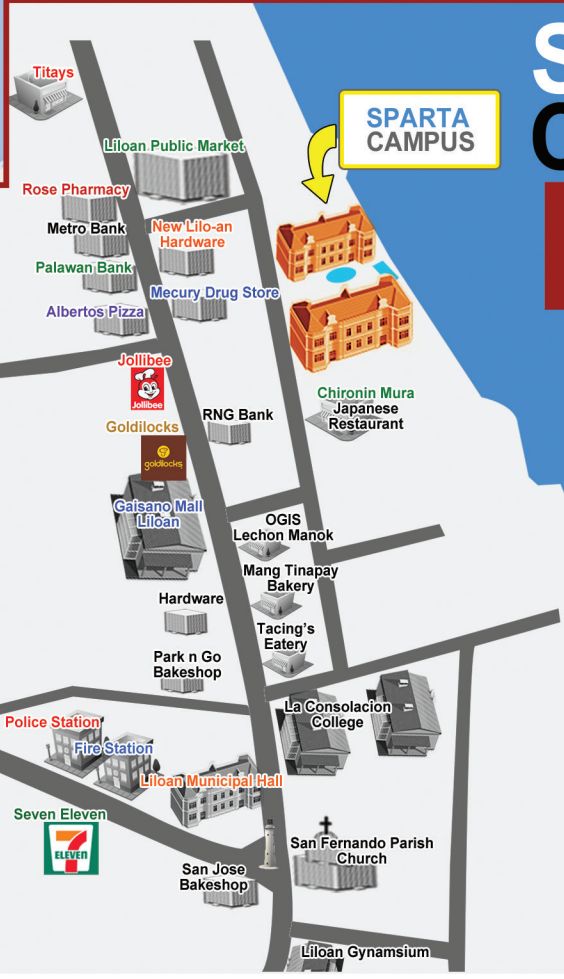 S
C
Titays
SPARTA
CAMPUS
Liloan Public Market
Rose Pharmacy
Metro Bank
New Lilo-an
Hardware
Palawan Bank
Mecury Drug Store
Albertos Pizza
Jollibee
Jollibee
Chironin Mura
Japanese
Restaurant
RNG Bank
Goldilocks
goldilocks
Gaisano Mall
Liloan
OGIS
Lechon Manok
Mang Tinapay
Bakery
Hardware
Tacing's
Eatery
Park n Go
Bakeshop
La Consolacion
College
Police Station
Fire Station
Liloan Municipal Hall
Seven Eleven
7
ELEVEN
San Fernando Parish
Church
San Jose
Bakeshop
Liloan Gynamsium